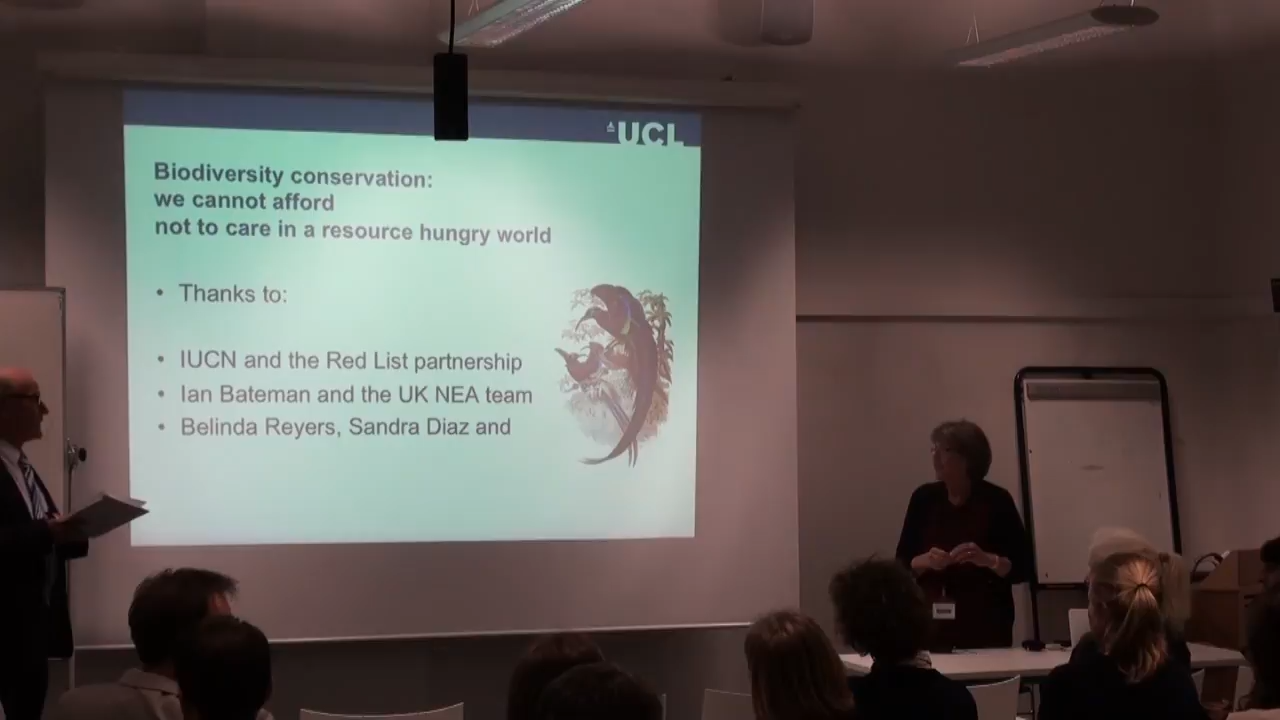 UCL
Biodiversity conservation:
we cannot afford
not to care in a resource hungry world
• Thanks to:
• IUCN and the Red List partnership
• Ian Bateman and the UK NEA team
• Belinda Reyers, Sandra Diaz and